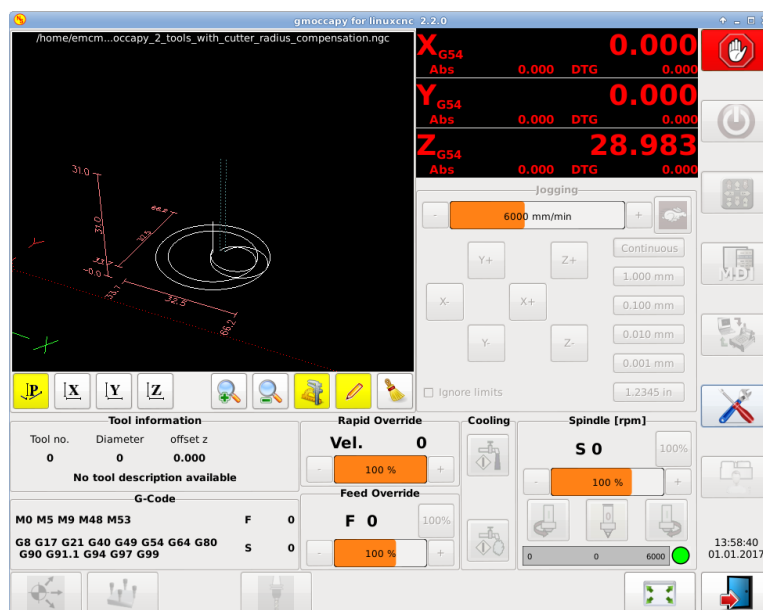 gmoccapy for linuxcnc 2.2.0
/home/emcm...occapy_2_tools_with_cutter_radius_compensation.ngc
X G54 0.000
Abs 0.000 DTG 0.000
Y G54 0.000
Abs 0.000 DTG 0.000
Z G54 28.983
Abs 0.000 DTG 0.000
31.0
31.0
-0.0
66.2
32.5
33.7
33.7
32.5
66.2
X
Y
Jogging
- 6000 mm/min +
Y+ Z+
X- X+
Y- Z-
Continuous
1.000 mm
0.100 mm
0.010 mm
0.001 mm
Ignore limits 1.2345 in
MDI
P X Y Z
Tool information
Tool no. Diameter offset z
0 0 0.000
No tool description available
G-Code
M0 M5 M9 M48 M53 F 0
G8 G17 G21 G40 G49 G54 G64 G80
G90 G91.1 G94 G97 G99 S 0
Rapid Override
Vel. 0
- 100 % +
Feed Override
F 0 100%
- 100 % +
Cooling
Spindle [rpm]
S 0 100%
- 100 % +
0 0 6000
13:58:40
01.01.2017